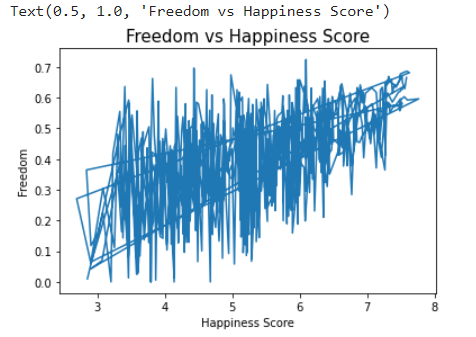 Text(0.5, 1.0, 'Freedom vs Happiness Score')
Freedom vs Happiness Score
0.7
0.6
0.5
0.4
0.3
0.2
0.1
0.0
Freedom
3 4 5 6 7 8
Happiness Score